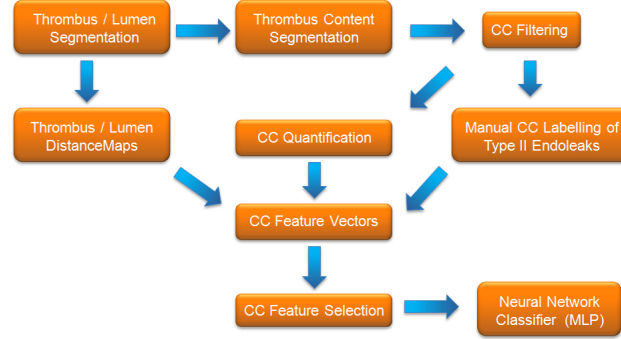 Thrombus / Lumen
Segmentation
Thrombus Content
Segmentation
CC Filtering
Thrombus / Lumen
DistanceMaps
CC Quantification
Manual CC Labelling of
Type II Endoleaks
CC Feature Vectors
CC Feature Selection
Neural Network
Classifier (MLP)